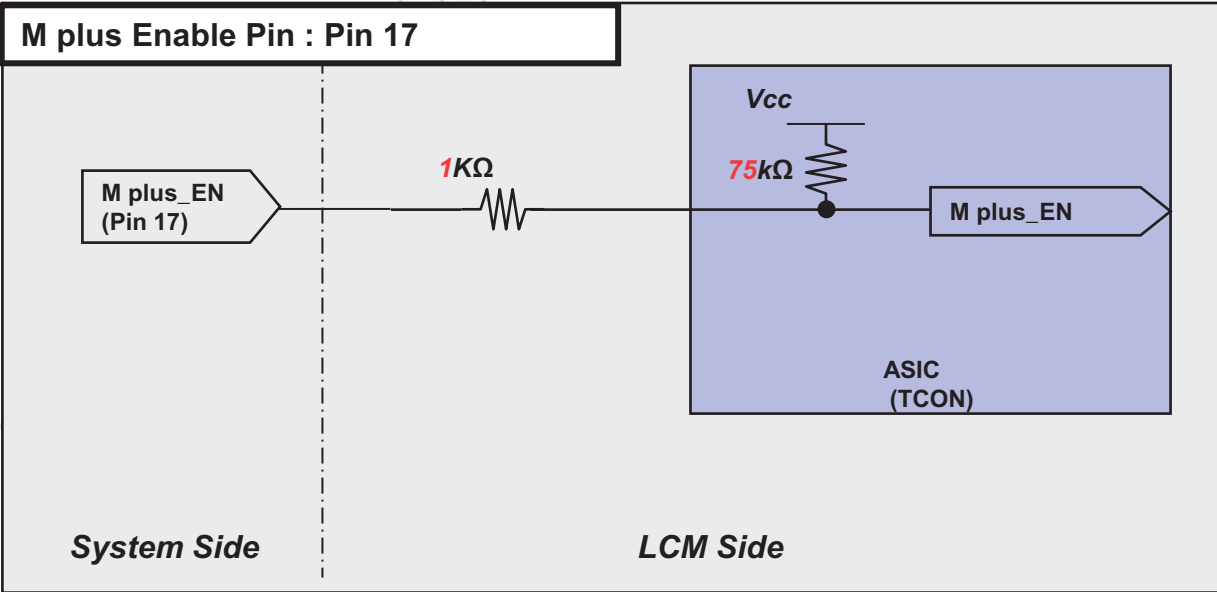 M plus Enable Pin : Pin 17
Vcc
1KΩ
75kΩ
M plus_EN
(Pin 17)
M plus_EN
ASIC
(TCON)
System Side
LCM Side